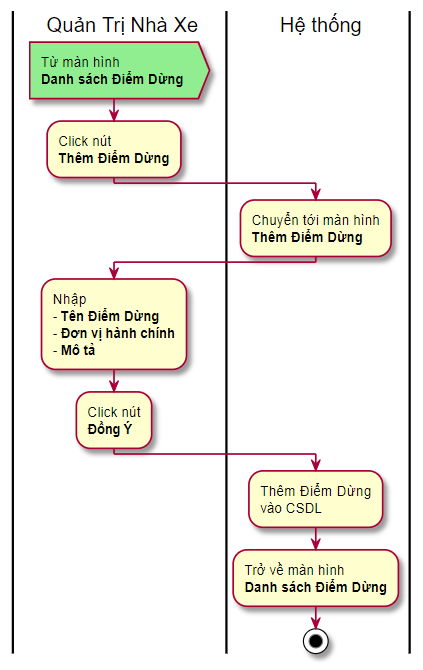 Quản Trị Nhà Xe
Hệ thống
Từ màn hình
Danh sách Điểm Dừng
Click nút
Thêm Điểm Dừng
Chuyển tới màn hình
Thêm Điểm Dừng
Nhập
- Tên Điểm Dừng
- Đơn vị hành chính
- Mô tả
Click nút
Đồng Ý
Thêm Điểm Dừng
vào CSDL
Trở về màn hình
Danh sách Điểm Dừng